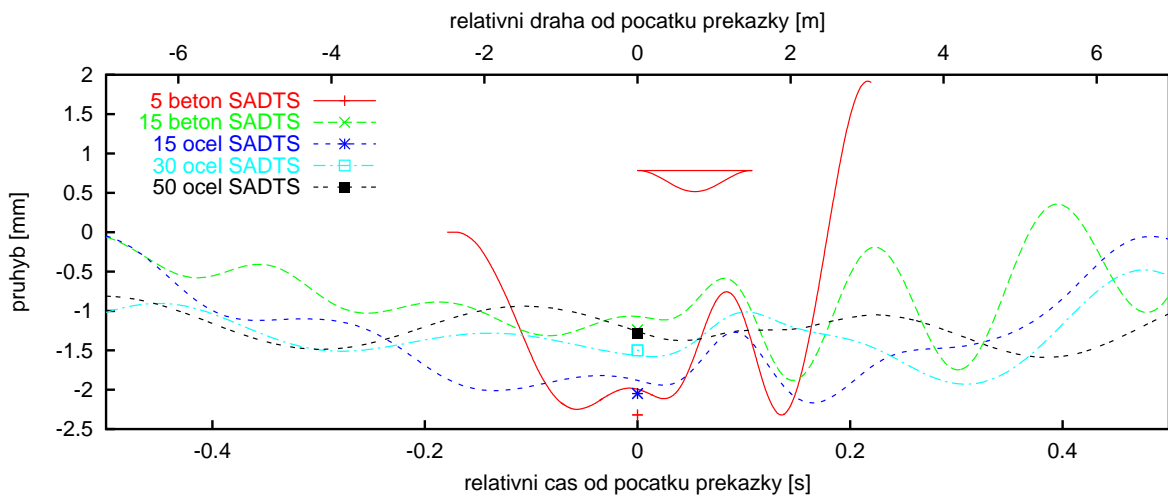 relativni draha od pocatku prekazky [m]
-6 -4 -2 0 2 4 6
2
1.5
1
0.5
0
-0.5
-1
-1.5
-2
-2.5
pruhyb [mm]
5 beton SADTS
15 beton SADTS
15 ocel SADTS
30 ocel SADTS
50 ocel SADTS
-0.4 -0.2 0 0.2 0.4
relativni cas od pocatku prekazky [s]